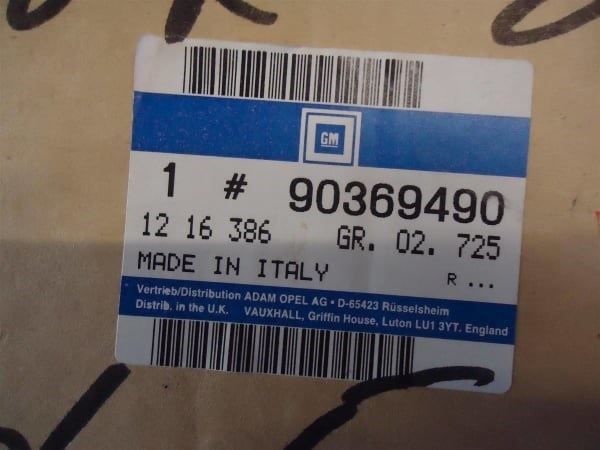 GM
1 # 90369490
12 16 386 GR. 02. 725
MADE IN ITALY R ...
Vertrieb/Distribution ADAM OPEL AG • D-65423 Rüsselsheim
Distrib. in the U.K. VAUXHALL, Griffin House, Luton LU1 3YT. England